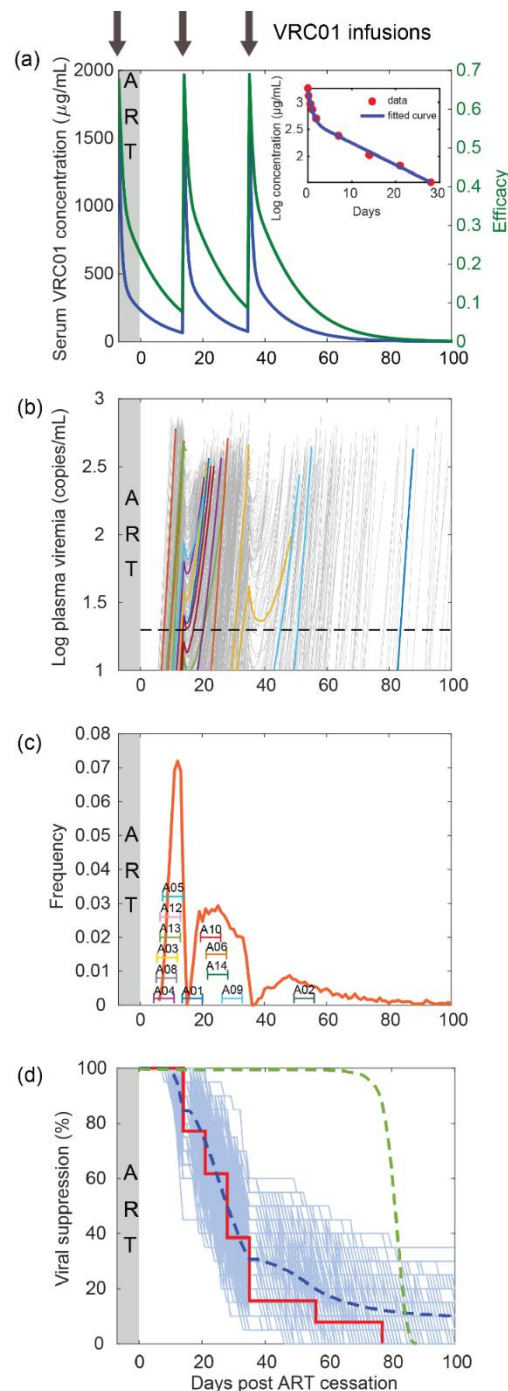 VRC01 infusions
(a)
Serum VRC01 concentration (µg/mL)
2000
1500
1000
500
0
A
R
T
Log concentration (µg/mL)
3
2.5
2
data
fitted curve
0 10 20 30
Days
0.7
0.6
0.5
0.4
0.3
0.2
0.1
0
Efficacy
0 20 40 60 80 100
(b)
Log plasma viremia (copies/mL)
3
2.5
2
1.5
1
A
R
T
0 20 40 60 80 100
(c)
Frequency
0.08
0.07
0.06
0.05
0.04
0.03
0.02
0.01
0
A
R
T
A05
A12
A13 A10
A03 A06
A08 A14
A04 A01 A09 A02
0 20 40 60 80 100
(d)
Viral suppression (%)
100
80
60
40
20
0
A
R
T
0 20 40 60 80 100
Days post ART cessation